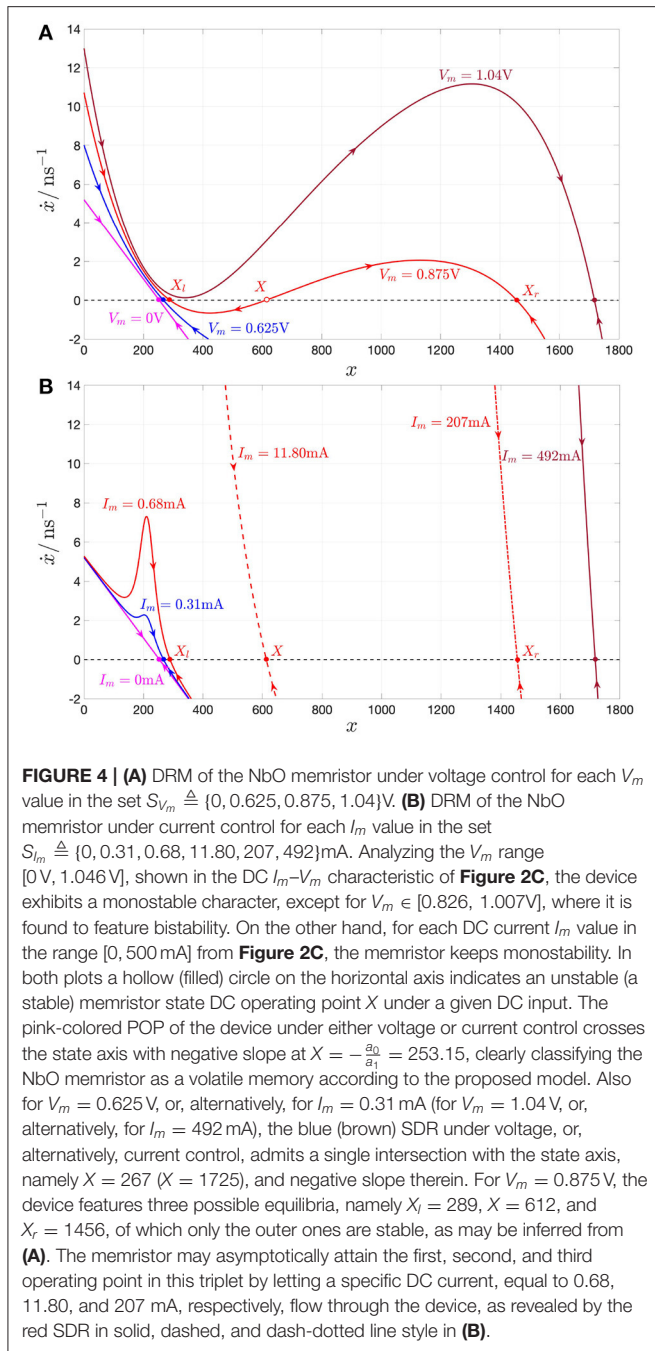 A
14
12
10
8
6
4
2
0
-2
ẋ/ ns⁻¹
V_m = 1.04V
X_l
X
X_r
V_m = 0.875V
V_m = 0V
V_m = 0.625V
0 200 400 600 800 1000 1200 1400 1600 1800
x
B
14
12
10
8
6
4
2
0
-2
ẋ/ ns⁻¹
I_m = 207mA
I_m = 11.80mA
I_m = 492mA
I_m = 0.68mA
I_m = 0.31mA
X_l
X
X_r
I_m = 0mA
0 200 400 600 800 1000 1200 1400 1600 1800
x
FIGURE 4 | (A) DRM of the NbO memristor under voltage control for each V_m
value in the set S_{V_m} ≜ {0, 0.625, 0.875, 1.04}V. (B) DRM of the NbO
memristor under current control for each I_m value in the set
S_{I_m} ≜ {0, 0.31, 0.68, 11.80, 207, 492}mA. Analyzing the V_m range
[0 V, 1.046 V], shown in the DC I_m–V_m characteristic of Figure 2C, the device
exhibits a monostable character, except for V_m ∈ [0.826, 1.007V], where it is
found to feature bistability. On the other hand, for each DC current I_m value in
the range [0, 500 mA] from Figure 2C, the memristor keeps monostability. In
both plots a hollow (filled) circle on the horizontal axis indicates an unstable (a
stable) memristor state DC operating point X under a given DC input. The
pink-colored POP of the device under either voltage or current control crosses
the state axis with negative slope at X = −a₀/a₁ = 253.15, clearly classifying the
NbO memristor as a volatile memory according to the proposed model. Also
for V_m = 0.625 V, or, alternatively, for I_m = 0.31 mA (for V_m = 1.04 V, or,
alternatively, for I_m = 492 mA), the blue (brown) SDR under voltage, or,
alternatively, current control, admits a single intersection with the state axis,
namely X = 267 (X = 1725), and negative slope therein. For V_m = 0.875 V, the
device features three possible equilibria, namely X_l = 289, X = 612, and
X_r = 1456, of which only the outer ones are stable, as may be inferred from
(A). The memristor may asymptotically attain the first, second, and third
operating point in this triplet by letting a specific DC current, equal to 0.68,
11.80, and 207 mA, respectively, flow through the device, as revealed by the
red SDR in solid, dashed, and dash-dotted line style in (B).